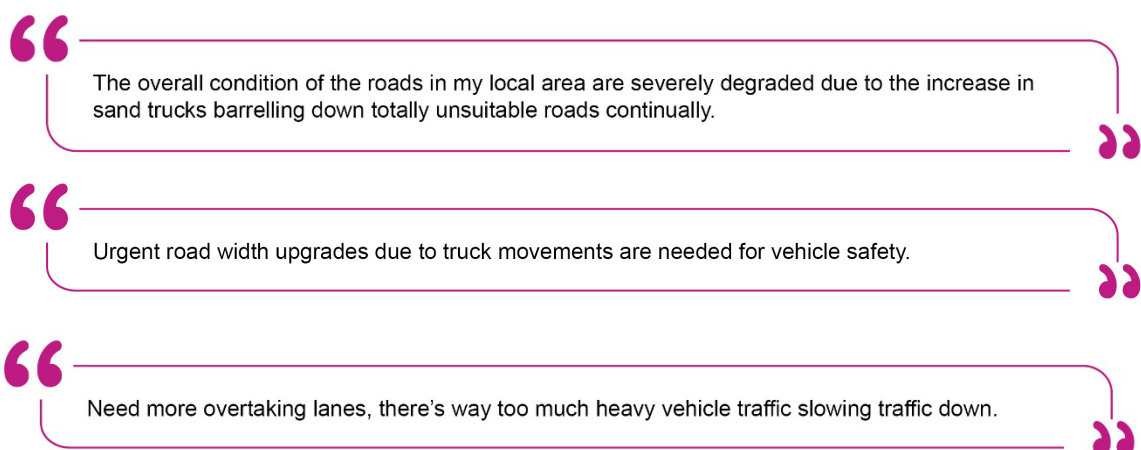 “
The overall condition of the roads in my local area are severely degraded due to the increase in
sand trucks barrelling down totally unsuitable roads continually.
”
“
Urgent road width upgrades due to truck movements are needed for vehicle safety.
”
“
Need more overtaking lanes, there’s way too much heavy vehicle traffic slowing traffic down.
”